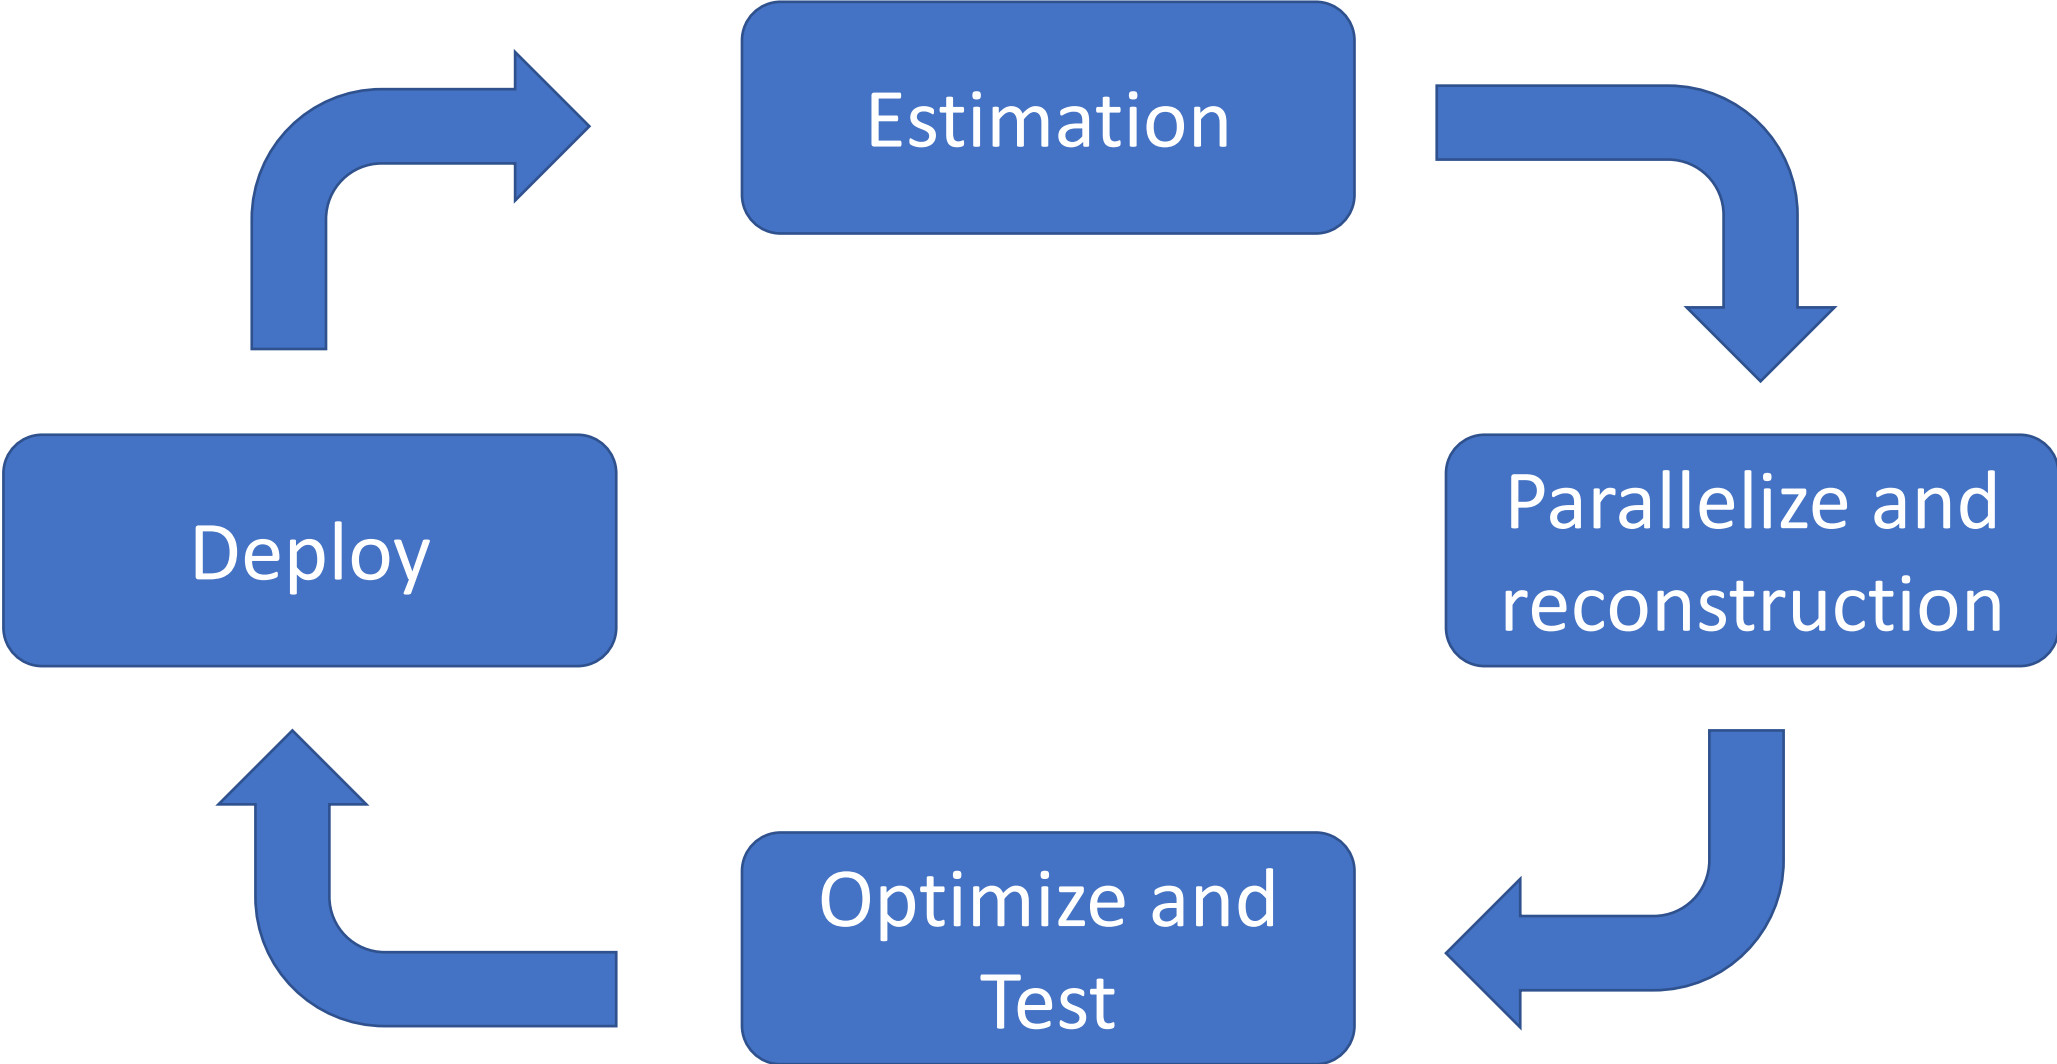 Estimation
Parallelize and
reconstruction
Deploy
Optimize and
Test